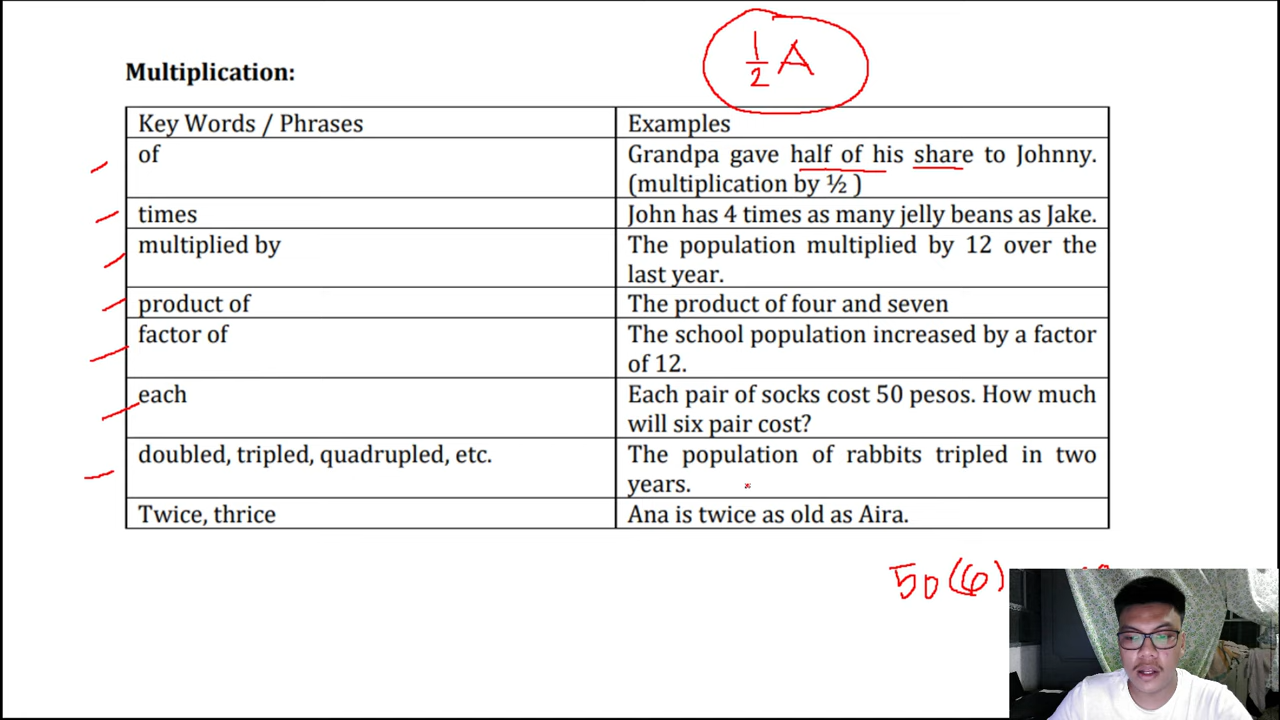 1/2 A
Multiplication:
Key Words / Phrases
Examples
of
Grandpa gave half of his share to Johnny.
(multiplication by ½ )
times
John has 4 times as many jelly beans as Jake.
multiplied by
The population multiplied by 12 over the
last year.
product of
The product of four and seven
factor of
The school population increased by a factor
of 12.
each
Each pair of socks cost 50 pesos. How much
will six pair cost?
doubled, tripled, quadrupled, etc.
The population of rabbits tripled in two
years.
Twice, thrice
Ana is twice as old as Aira.
50(6)